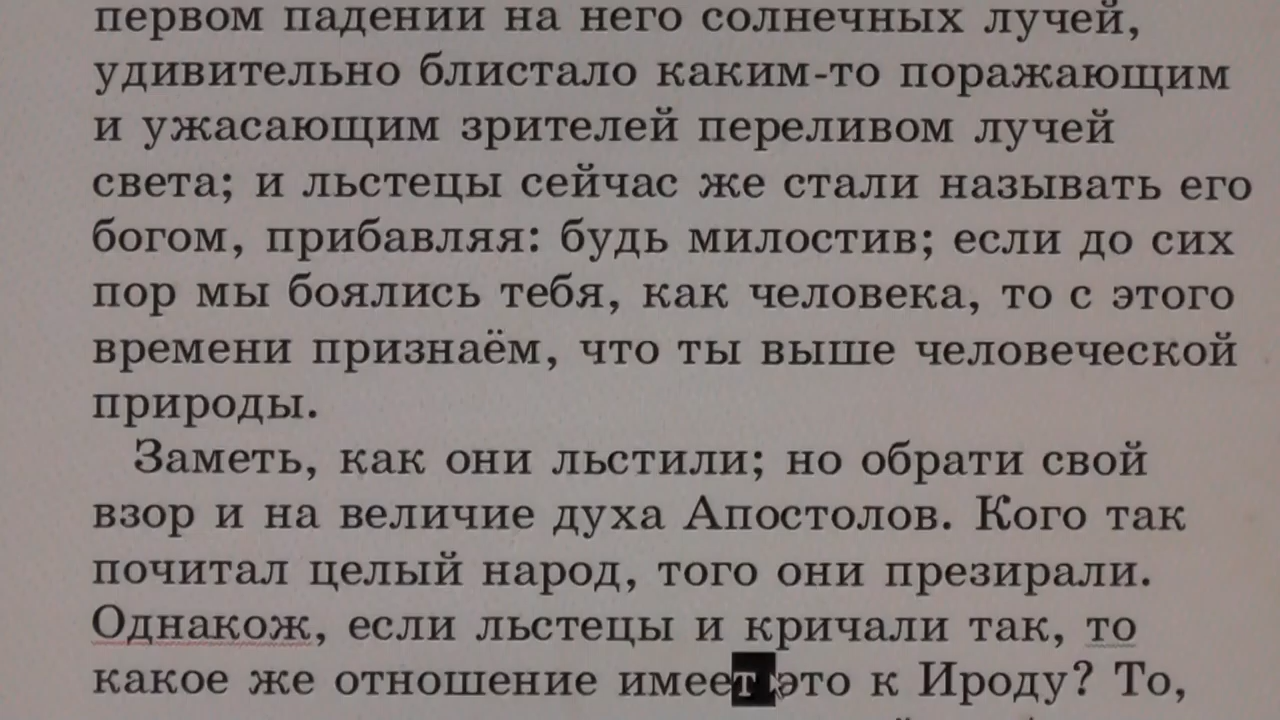 первом падении на него солнечных лучей,
удивительно блистало каким-то поражающим
и ужасающим зрителей переливом лучей
света; и льстецы сейчас же стали называть его
богом, прибавляя: будь милостив; если до сих
пор мы боялись тебя, как человека, то с этого
времени признаём, что ты выше человеческой
природы.
Заметь, как они льстили; но обрати свой
взор и на величие духа Апостолов. Кого так
почитал целый народ, того они презирали.
Однакож, если льстецы и кричали так, то
какое же отношение имеет это к Ироду? То,